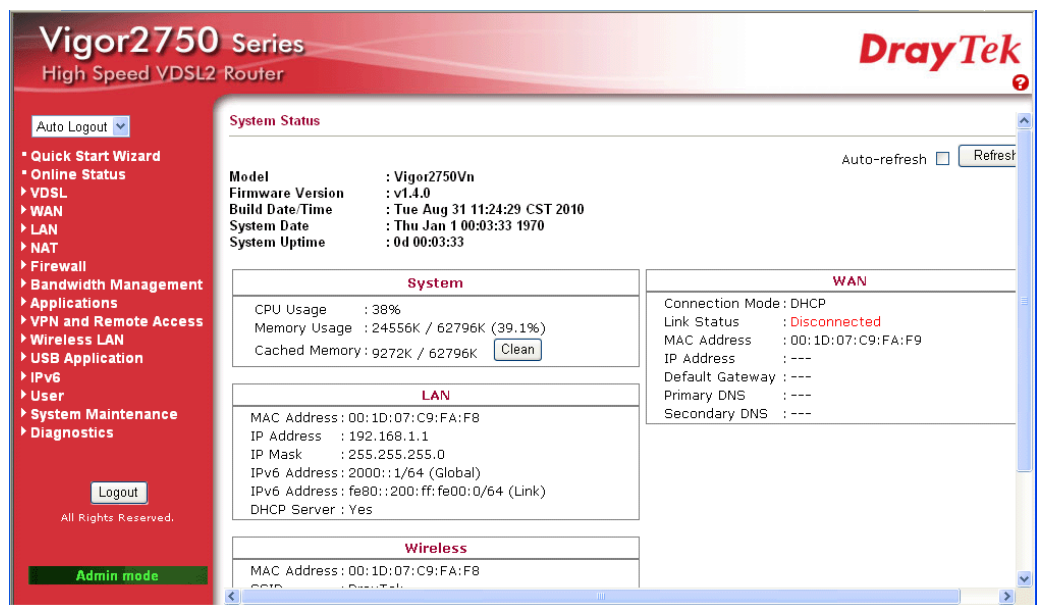 Vigor2750 Series
High Speed VDSL2 Router
DrayTek
?
Auto Logout
Quick Start Wizard
Online Status
VDSL
WAN
LAN
NAT
Firewall
Bandwidth Management
Applications
VPN and Remote Access
Wireless LAN
USB Application
IPv6
User
System Maintenance
Diagnostics
Logout
All Rights Reserved.
Admin mode
System Status
Auto-refresh Refresh
Model : Vigor2750Vn
Firmware Version : v1.4.0
Build Date/Time : Tue Aug 31 11:24:29 CST 2010
System Date : Thu Jan 1 00:03:33 1970
System Uptime : 0d 00:03:33
System
CPU Usage : 38%
Memory Usage : 24556K / 62796K (39.1%)
Cached Memory : 9272K / 62796K Clean
LAN
MAC Address : 00:1D:07:C9:FA:F8
IP Address : 192.168.1.1
IP Mask : 255.255.255.0
IPv6 Address : 2000::1/64 (Global)
IPv6 Address : fe80::200:ff:fe00:0/64 (Link)
DHCP Server : Yes
Wireless
MAC Address : 00:1D:07:C9:FA:F8
WAN
Connection Mode : DHCP
Link Status : Disconnected
MAC Address : 00:1D:07:C9:FA:F9
IP Address : ---
Default Gateway : ---
Primary DNS : ---
Secondary DNS : ---